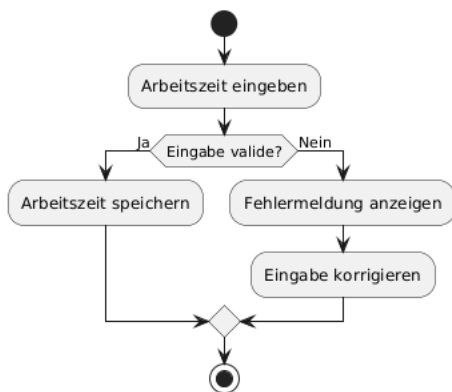 Arbeitszeit eingeben
Ja
Eingabe valide?
Nein
Arbeitszeit speichern
Fehlermeldung anzeigen
Eingabe korrigieren